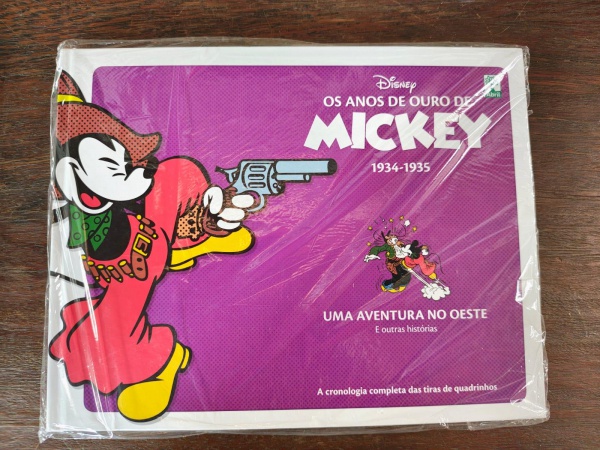 Disney
OS ANOS DE OURO DE
MICKEY
1934-1935
UMA AVENTURA NO OESTE
E outras histórias
A cronologia completa das tiras de quadrinhos